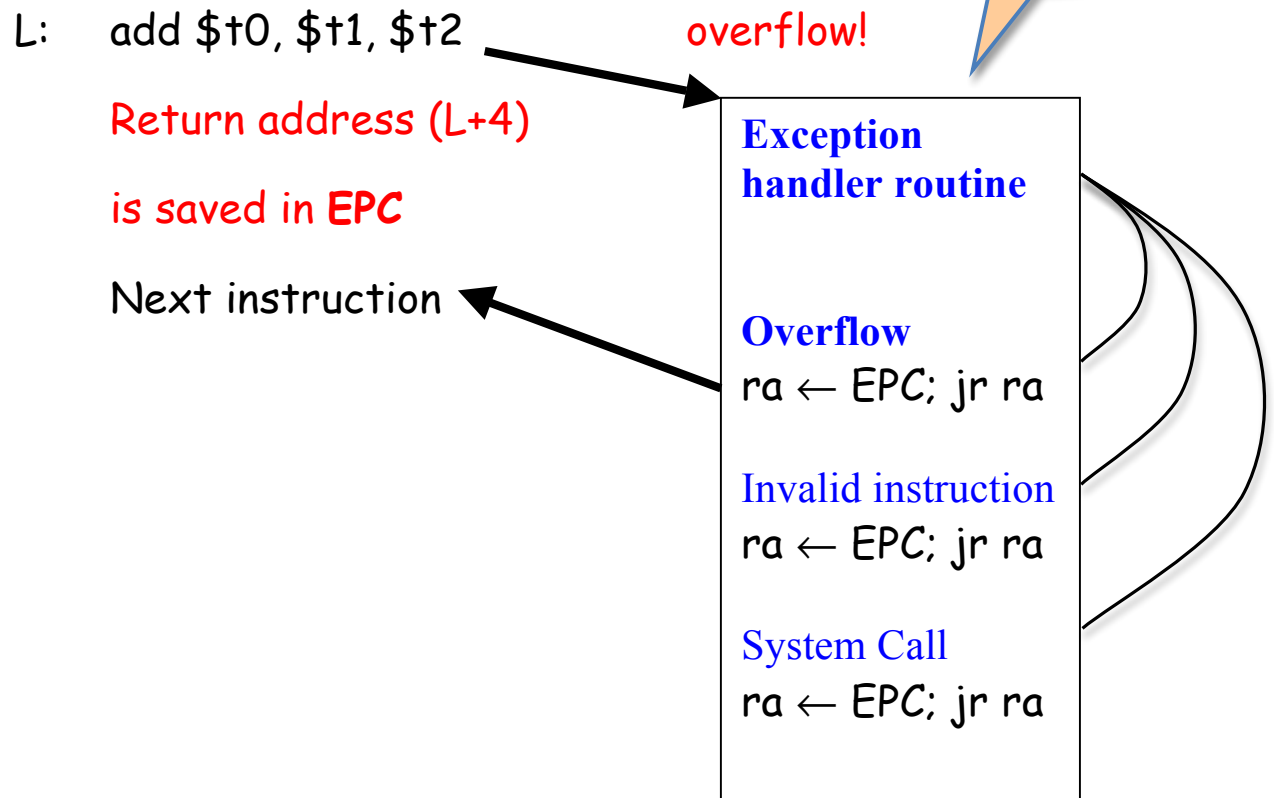 L: add $t0, $t1, $t2 overflow!
Return address (L+4)
is saved in EPC
Next instruction
Exception
handler routine
Overflow
ra ← EPC; jr ra
Invalid instruction
ra ← EPC; jr ra
System Call
ra ← EPC; jr ra